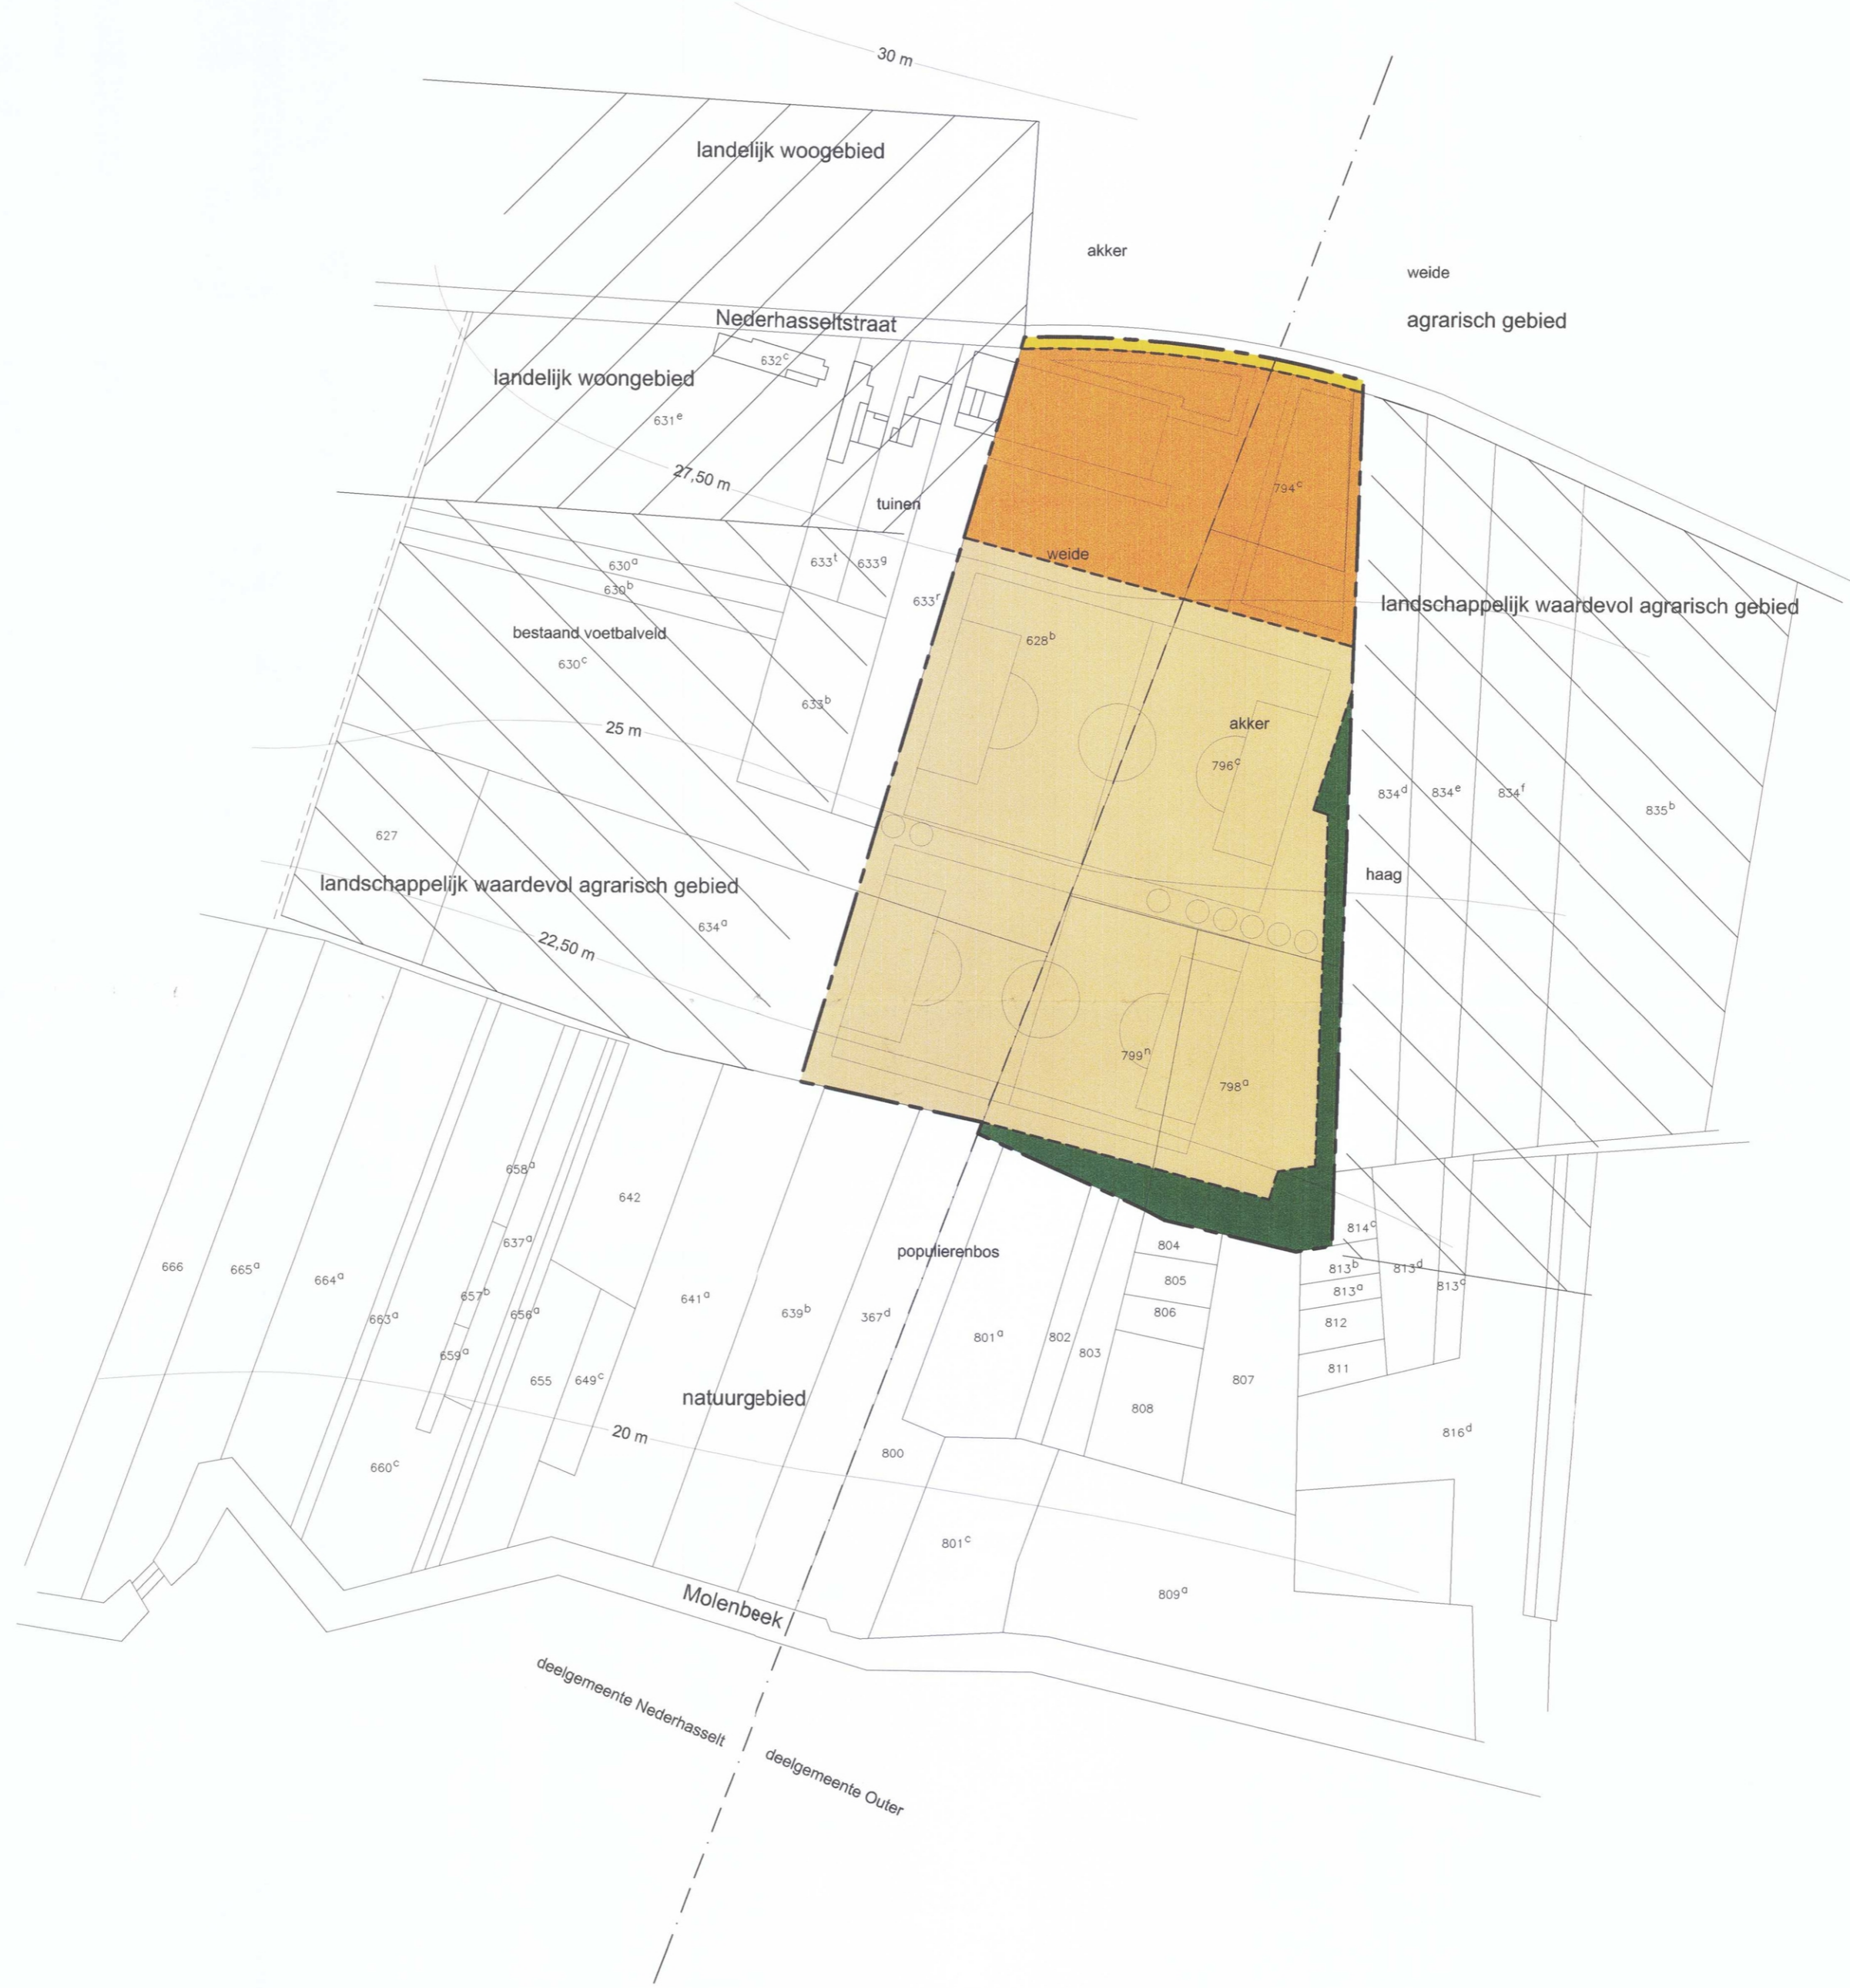 30 m
landelijk woogebied
akker
weide
agrarisch gebied
Nederhasseltstraat
632c
landelijk woongebied
631e
27,50 m
tuinen
794c
weide
630a
630b
633t
633g
633r
landschappelijk waardevol agrarisch gebied
bestaand voetbalveld
630c
628b
633b
25 m
akker
796c
834d
834e
834f
835b
627
haag
landschappelijk waardevol agrarisch gebied
634a
22,50 m
799n
798a
658a
642
637a
666
665a
664a
663a
657b
656a
659a
655
649c
641a
639b
367d
populierenbos
801a
802
803
804
805
806
807
808
814c
813b
813a
813d
813c
812
811
natuurgebied
816d
20 m
800
660c
801c
809a
Molenbeek
deelgemeente Nederhasselt
deelgemeente Outer